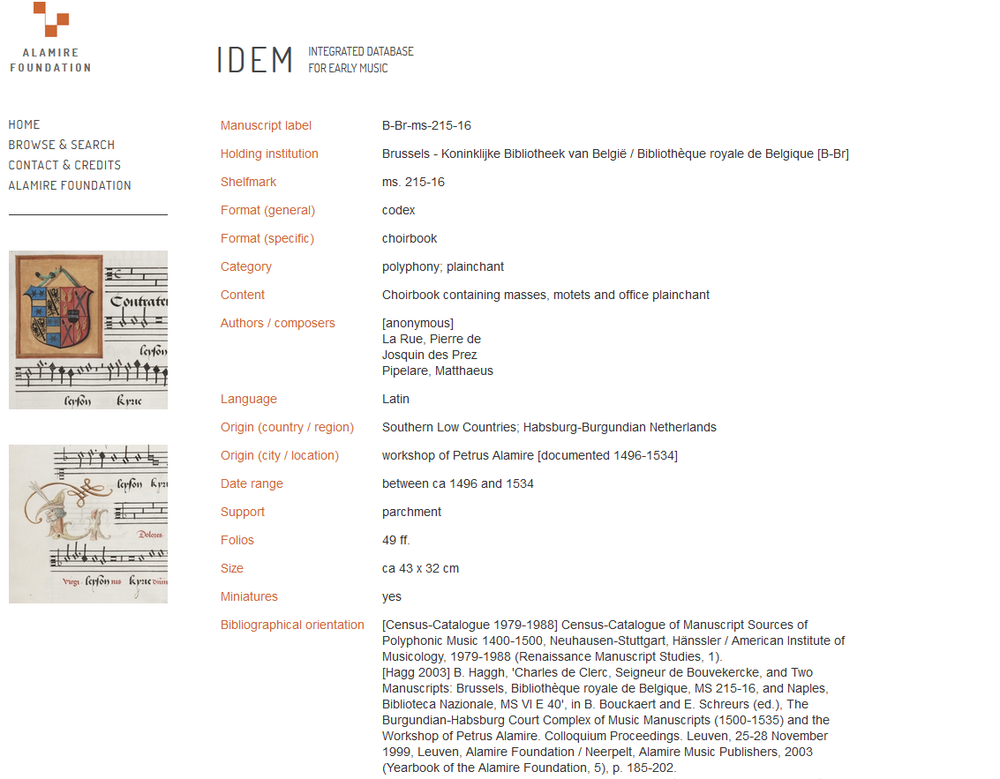 ALAMIRE
FOUNDATION
IDEM
INTEGRATED DATABASE
FOR EARLY MUSIC
HOME
BROWSE & SEARCH
CONTACT & CREDITS
ALAMIRE FOUNDATION
Contrate
leyson
leyson kyrie
leyson kyri
Dolores
Virgi leyson nus kyrie
Manuscript label B-Br-ms-215-16
Holding institution Brussels - Koninklijke Bibliotheek van België / Bibliothèque royale de Belgique [B-Br]
Shelfmark ms. 215-16
Format (general) codex
Format (specific) choirbook
Category polyphony; plainchant
Content Choirbook containing masses, motets and office plainchant
Authors / composers [anonymous]
La Rue, Pierre de
Josquin des Prez
Pipelare, Matthaeus
Language Latin
Origin (country / region) Southern Low Countries; Habsburg-Burgundian Netherlands
Origin (city / location) workshop of Petrus Alamire [documented 1496-1534]
Date range between ca 1496 and 1534
Support parchment
Folios 49 ff.
Size ca 43 x 32 cm
Miniatures yes
Bibliographical orientation [Census-Catalogue 1979-1988] Census-Catalogue of Manuscript Sources of
Polyphonic Music 1400-1500, Neuhausen-Stuttgart, Hänssler / American Institute of
Musicology, 1979-1988 (Renaissance Manuscript Studies, 1).
[Hagg 2003] B. Haggh, 'Charles de Clerc, Seigneur de Bouvekercke, and Two
Manuscripts: Brussels, Bibliothèque royale de Belgique, MS 215-16, and Naples,
Biblioteca Nazionale, MS VI E 40', in B. Bouckaert and E. Schreurs (ed.), The
Burgundian-Habsburg Court Complex of Music Manuscripts (1500-1535) and the
Workshop of Petrus Alamire. Colloquium Proceedings. Leuven, 25-28 November
1999, Leuven, Alamire Foundation / Neerpelt, Alamire Music Publishers, 2003
(Yearbook of the Alamire Foundation, 5), p. 185-202.